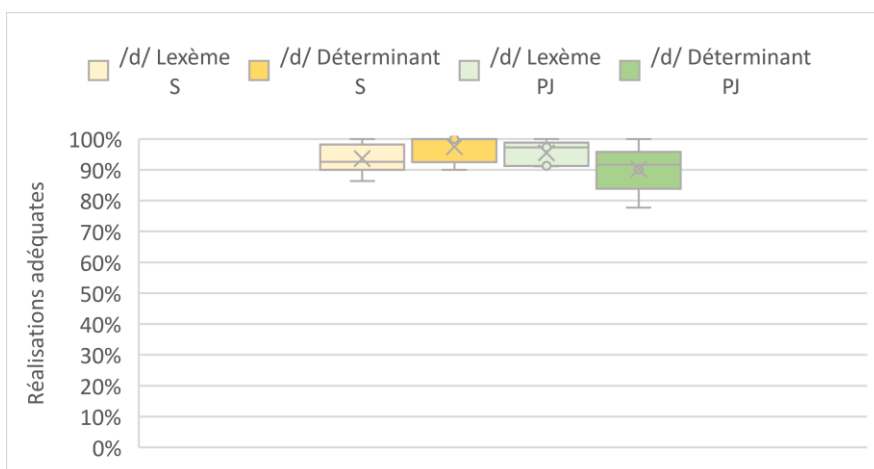 /d/ Lexème S
/d/ Déterminant S
/d/ Lexème PJ
/d/ Déterminant PJ
Réalisations adéquates
100%
90%
80%
70%
60%
50%
40%
30%
20%
10%
0%